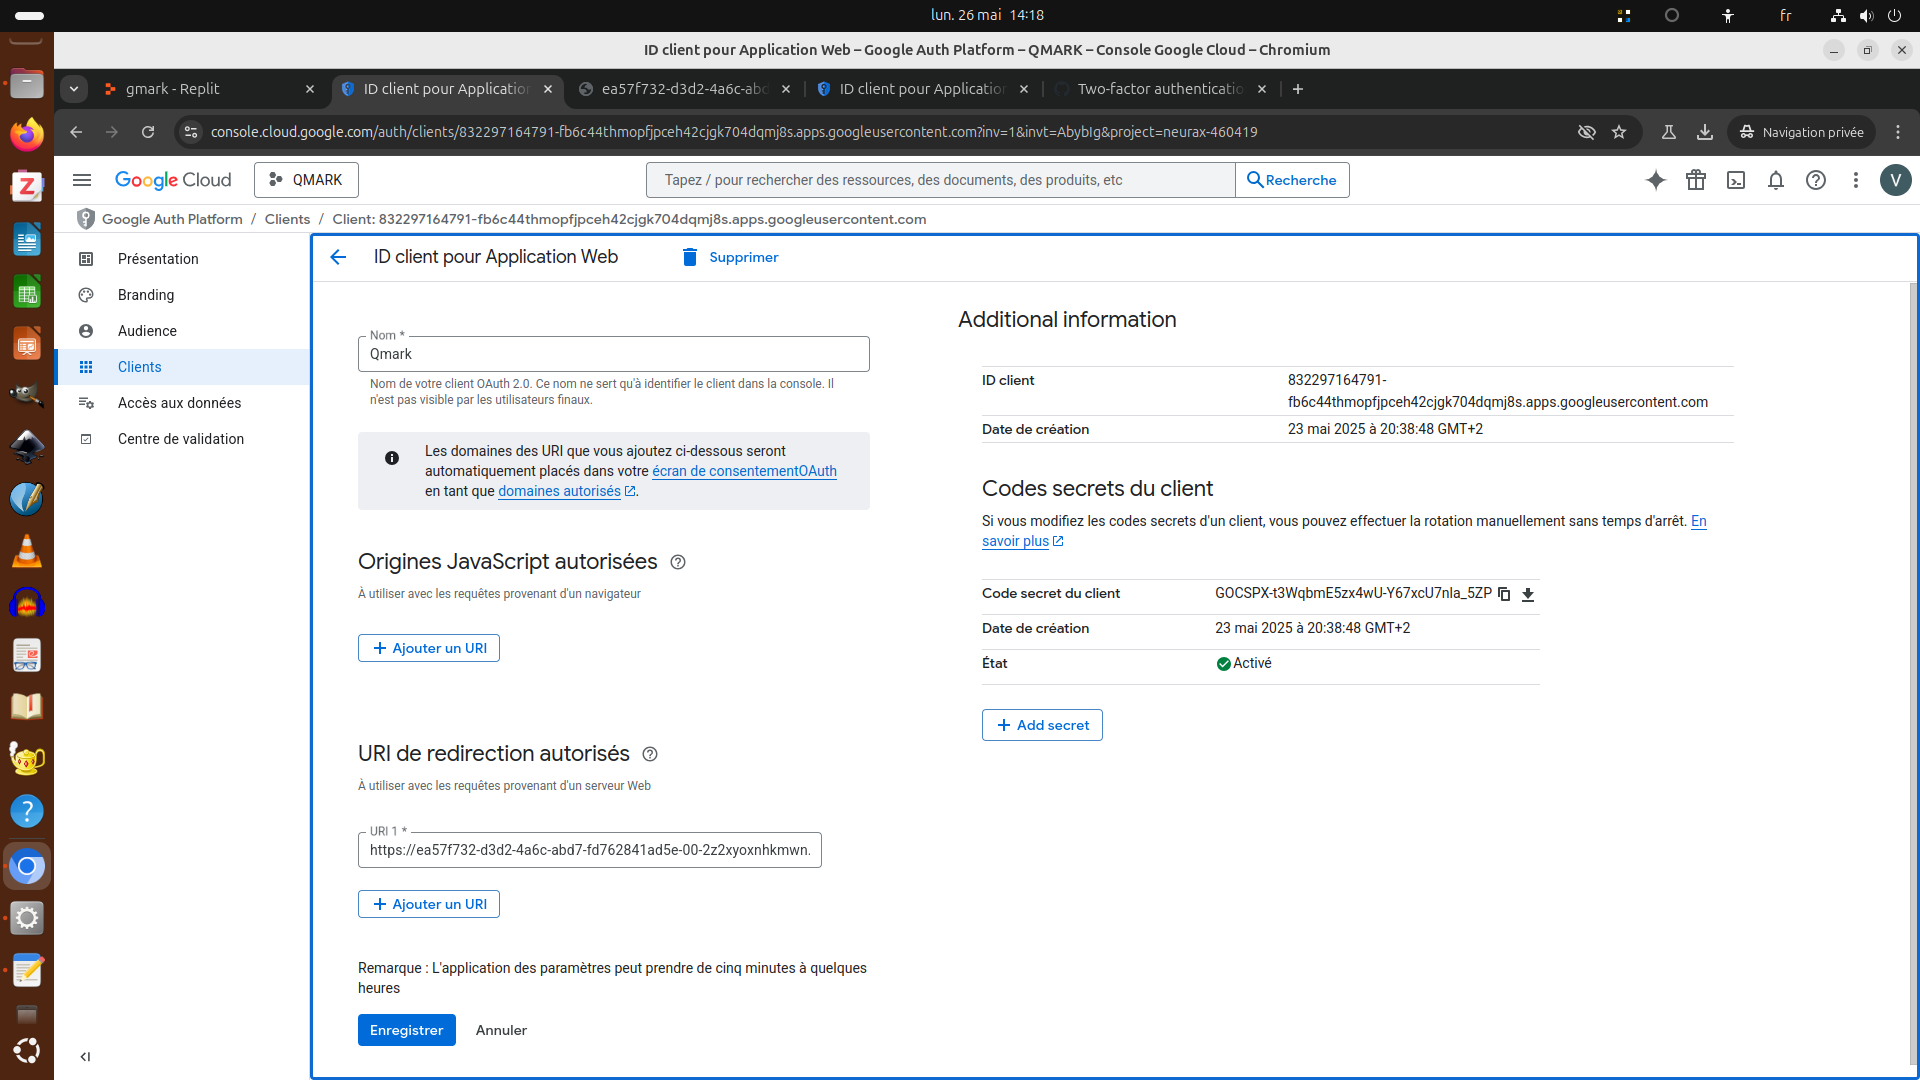 lun. 26 mai 14:18
fr
ID client pour Application Web – Google Auth Platform – QMARK – Console Google Cloud – Chromium
qmark - Replit
ID client pour Application
ea57f732-d3d2-4a6c-abd
ID client pour Application
Two-factor authenticatio
console.cloud.google.com/auth/clients/832297164791-fb6c44thmopfjpceh42cjgk704dqmj8s.apps.googleusercontent.com?inv=1&invt=AbybIg&project=neurax-460419
Navigation privée
Google Cloud
QMARK
Tapez / pour rechercher des ressources, des documents, des produits, etc
Recherche
V
Google Auth Platform / Clients / Client: 832297164791-fb6c44thmopfjpceh42cjgk704dqmj8s.apps.googleusercontent.com
Présentation
Branding
Audience
Clients
Accès aux données
Centre de validation
ID client pour Application Web
Supprimer
Nom *
Qmark
Nom de votre client OAuth 2.0. Ce nom ne sert qu'à identifier le client dans la console. Il
n'est pas visible par les utilisateurs finaux.
Les domaines des URI que vous ajoutez ci-dessous seront
automatiquement placés dans votre écran de consentementOAuth
en tant que domaines autorisés.
Origines JavaScript autorisées
À utiliser avec les requêtes provenant d'un navigateur
Ajouter un URI
URI de redirection autorisés
À utiliser avec les requêtes provenant d'un serveur Web
URI 1 *
https://ea57f732-d3d2-4a6c-abd7-fd762841ad5e-00-2z2xyoxnhkmwn.
Ajouter un URI
Remarque : L'application des paramètres peut prendre de cinq minutes à quelques
heures
Enregistrer
Annuler
Additional information
ID client
832297164791-
fb6c44thmopfjpceh42cjgk704dqmj8s.apps.googleusercontent.com
Date de création
23 mai 2025 à 20:38:48 GMT+2
Codes secrets du client
Si vous modifiez les codes secrets d'un client, vous pouvez effectuer la rotation manuellement sans temps d'arrêt. En
savoir plus
Code secret du client
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
Date de création
23 mai 2025 à 20:38:48 GMT+2
État
Activé
Add secret